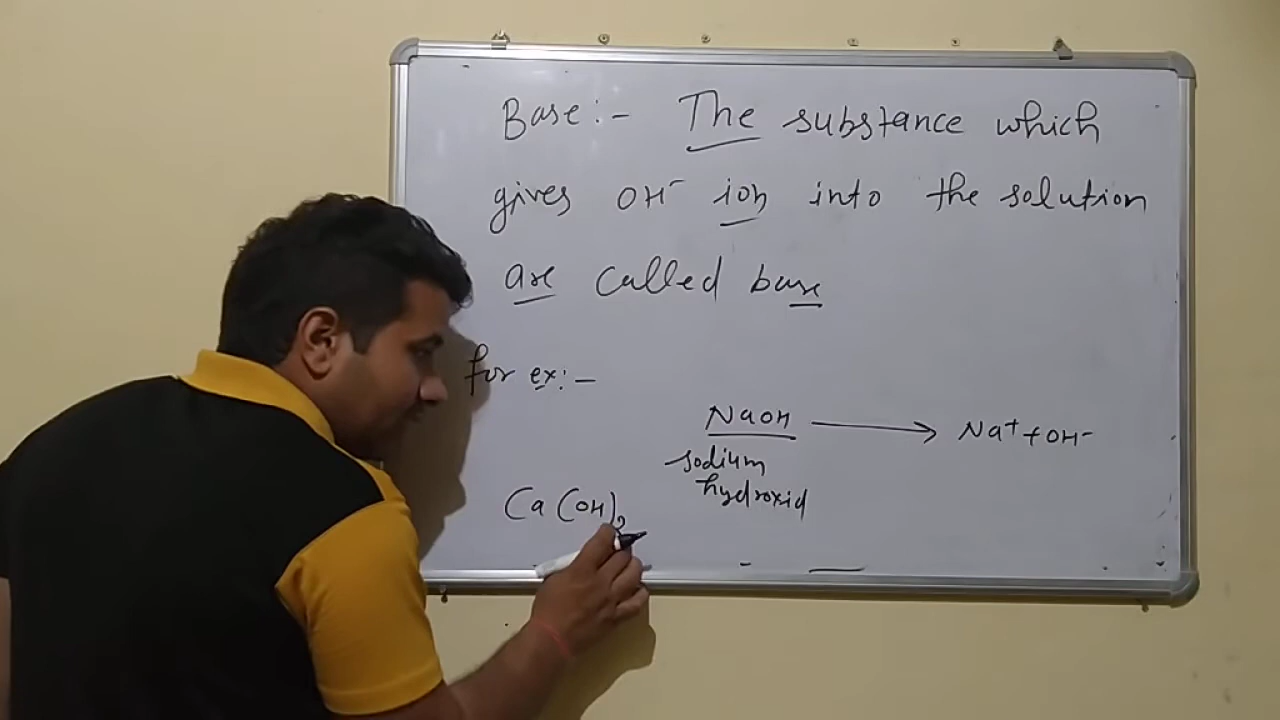 Base :- The substance which
gives OH⁻ ion into the solution
are called base
for ex :-
NaOH ⟶ Na⁺ + OH⁻
sodium
hydroxid
Ca(OH)₂